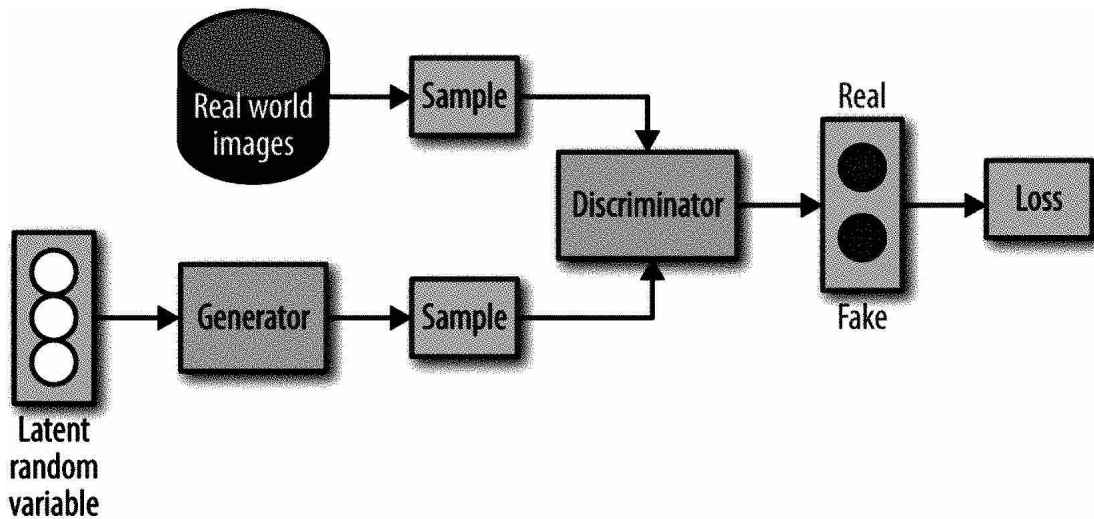 Real world
images
Sample
Real
Discriminator
Loss
Generator
Sample
Fake
Latent
random
variable